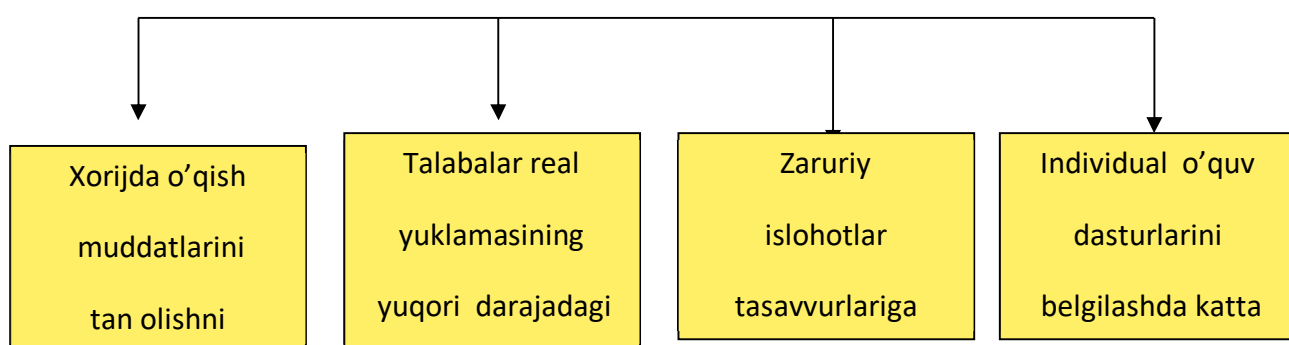 Xorijda o’qish
muddatlarini
tan olishni
Talabalar real
yuklamasining
yuqori darajadagi
Zaruriy
islohotlar
tasavvurlariga
Individual o’quv
dasturlarini
belgilashda katta